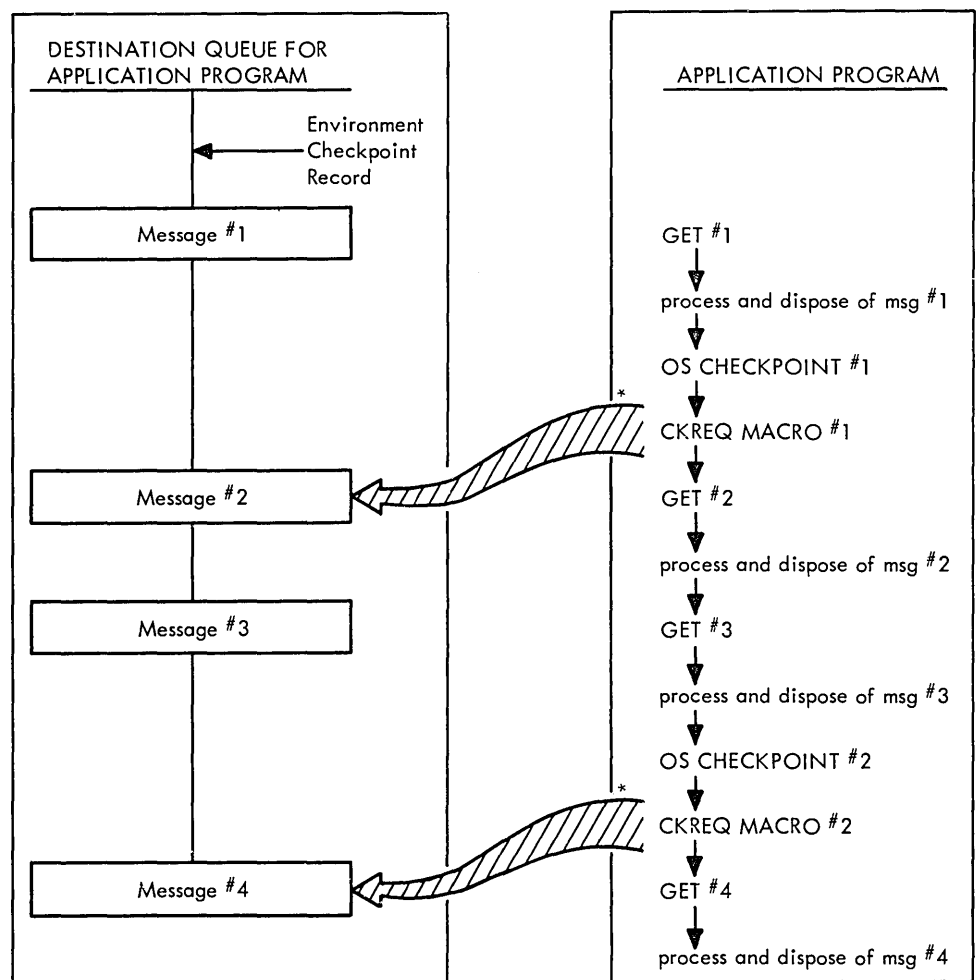 DESTINATION QUEUE FOR
APPLICATION PROGRAM
Environment
Checkpoint
Record
Message #1
Message #2
Message #3
Message #4
APPLICATION PROGRAM
GET #1
process and dispose of msg #1
OS CHECKPOINT #1
*
CKREQ MACRO #1
GET #2
process and dispose of msg #2
GET #3
process and dispose of msg #3
OS CHECKPOINT #2
*
CKREQ MACRO #2
GET #4
process and dispose of msg #4